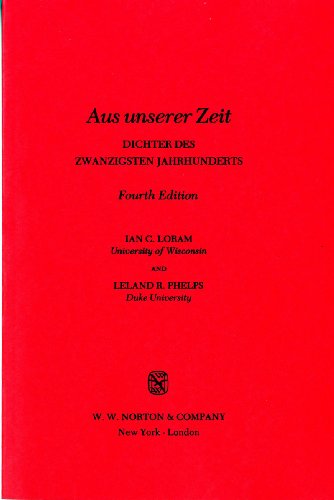 Aus unserer Zeit
DICHTER DES
ZWANZIGSTEN JAHRHUNDERTS
Fourth Edition
IAN C. LORAM
University of Wisconsin
AND
LELAND R. PHELPS
Duke University
W. W. NORTON & COMPANY
New York · London